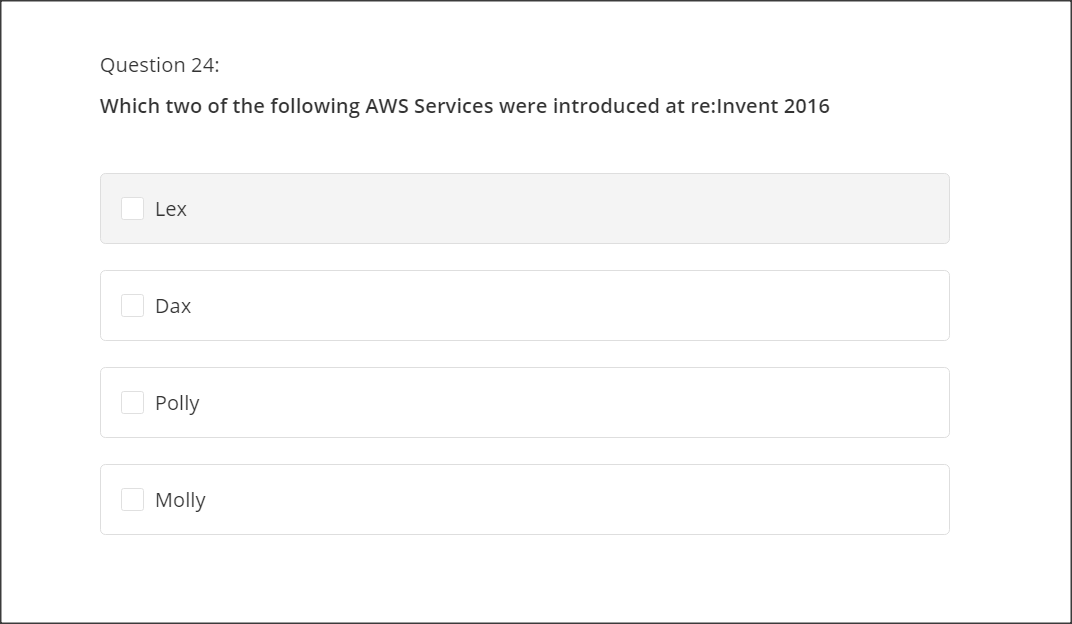 Question 24:
Which two of the following AWS Services were introduced at re:Invent 2016
Lex
Dax
Polly
Molly